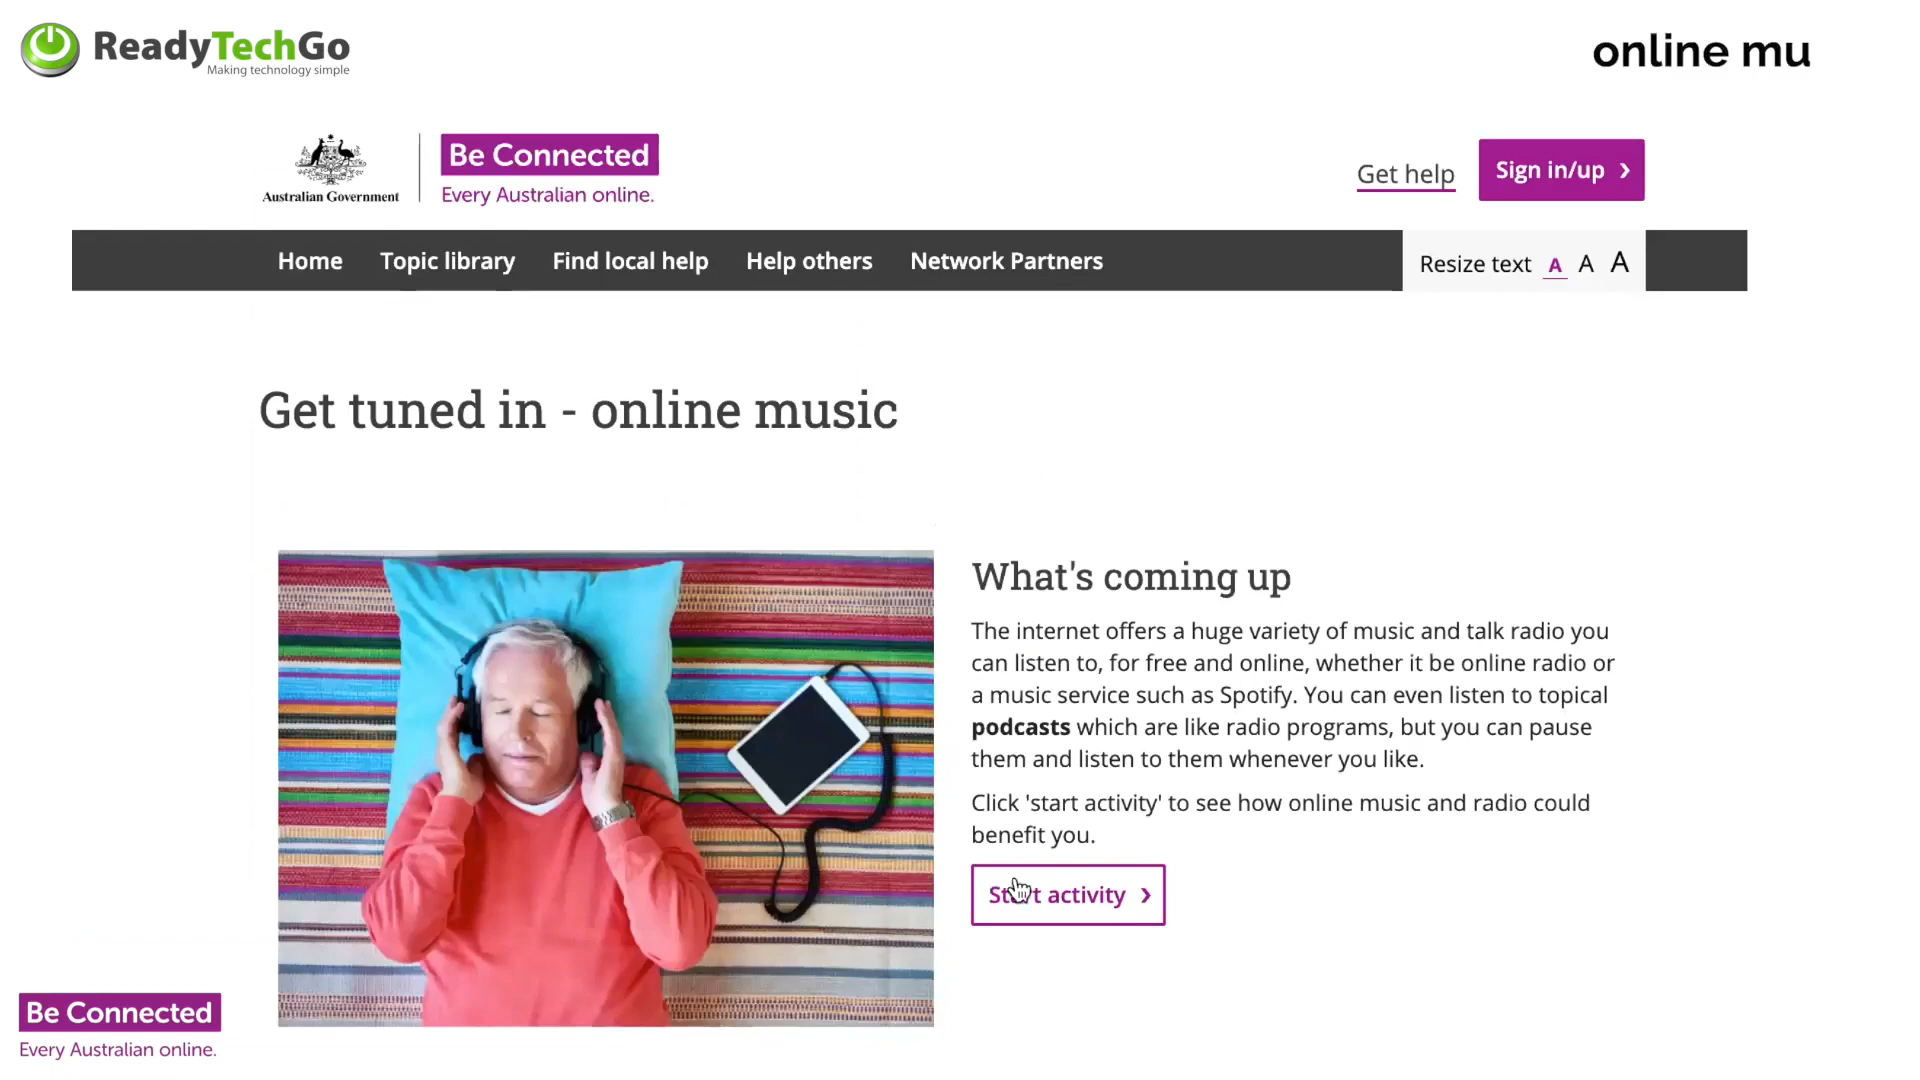 ReadyTechGo
Making technology simple
online mu
Australian Government
Be Connected
Every Australian online.
Get help
Sign in/up
Home Topic library Find local help Help others Network Partners
Resize text A A A
Get tuned in - online music
What's coming up
The internet offers a huge variety of music and talk radio you
can listen to, for free and online, whether it be online radio or
a music service such as Spotify. You can even listen to topical
podcasts which are like radio programs, but you can pause
them and listen to them whenever you like.
Click 'start activity' to see how online music and radio could
benefit you.
Start activity
Be Connected
Every Australian online.